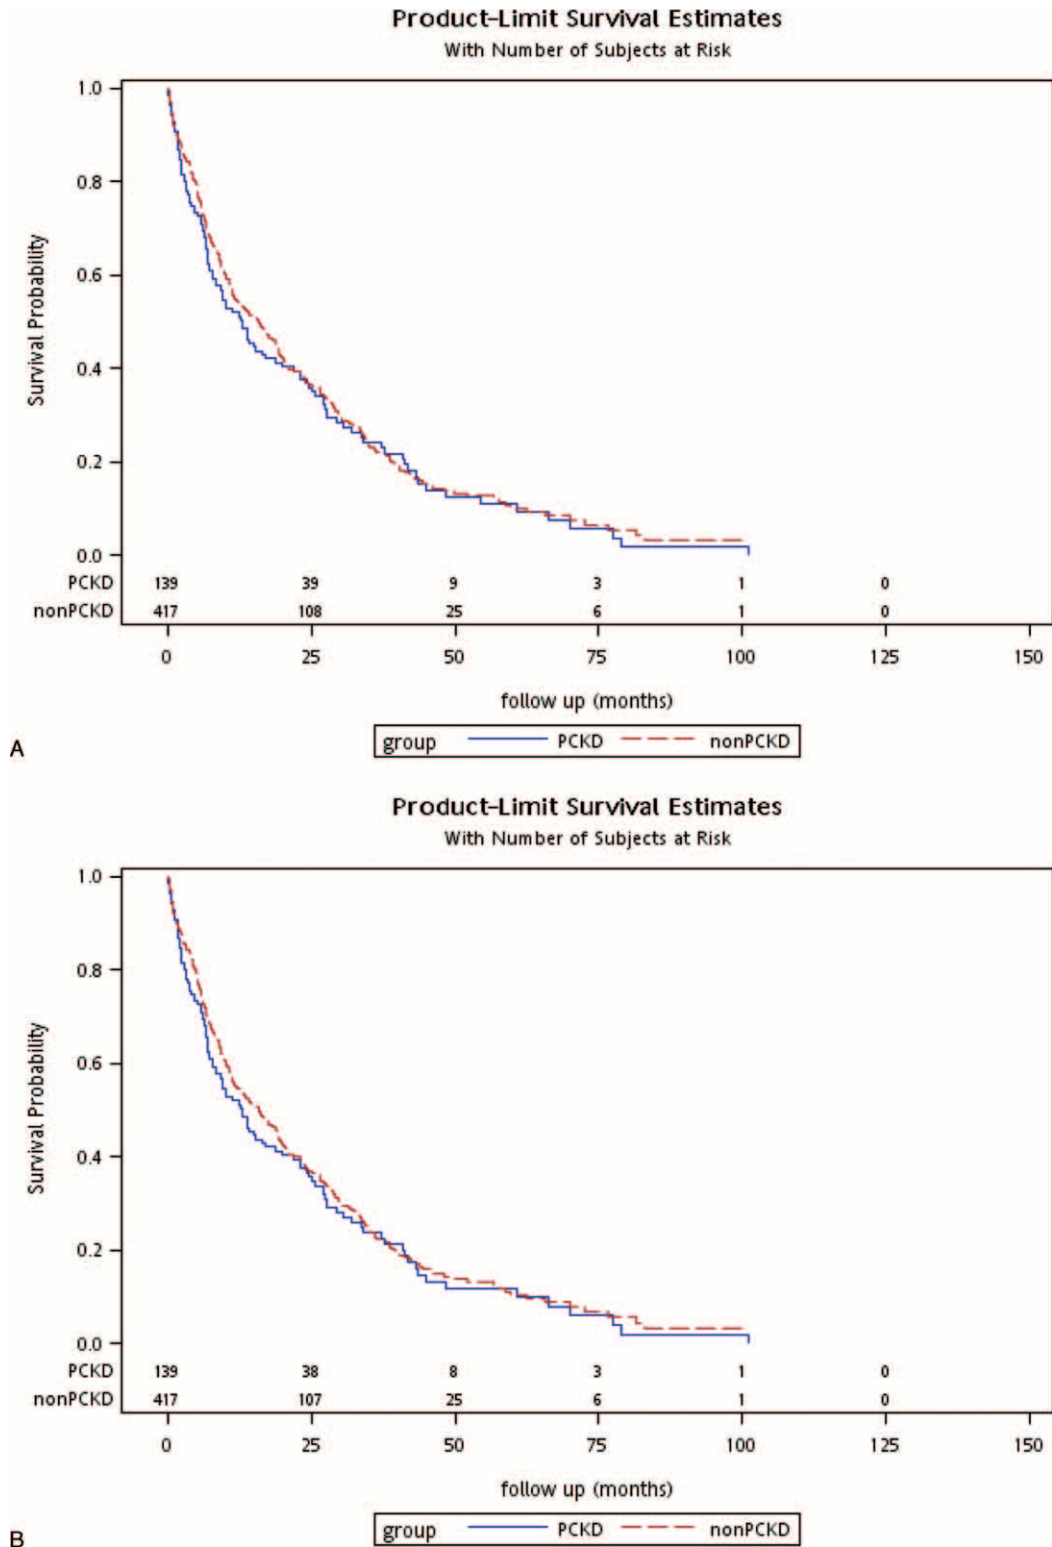 Product-Limit Survival Estimates
With Number of Subjects at Risk
Survival Probability
1.0
0.8
0.6
0.4
0.2
0.0
PCKD 139 39 9 3 1 0
nonPCKD 417 108 25 6 1 0
0 25 50 75 100 125 150
follow up (months)
group PCKD nonPCKD
A
Product-Limit Survival Estimates
With Number of Subjects at Risk
Survival Probability
1.0
0.8
0.6
0.4
0.2
0.0
PCKD 139 38 8 3 1 0
nonPCKD 417 107 25 6 1 0
0 25 50 75 100 125 150
follow up (months)
group PCKD nonPCKD
B